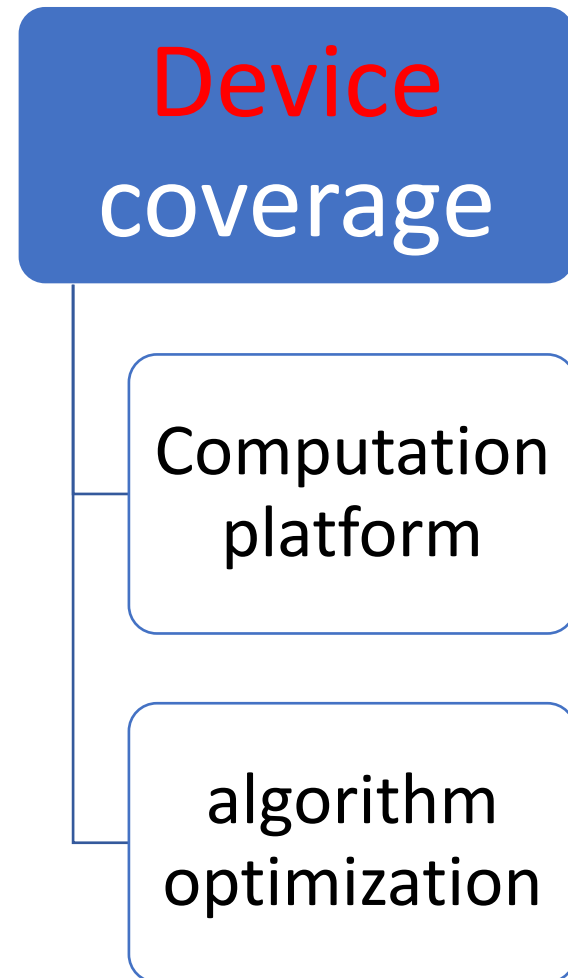 Device
coverage
Computation
platform
algorithm
optimization